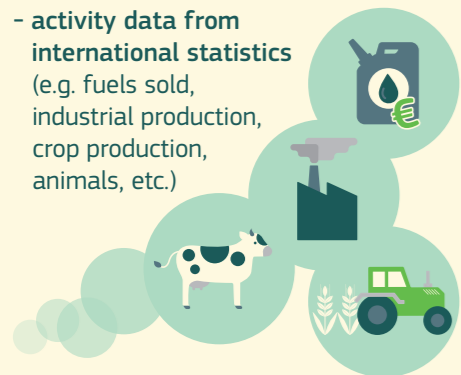 - activity data from
international statistics
(e.g. fuels sold,
industrial production,
crop production,
animals, etc.)
€